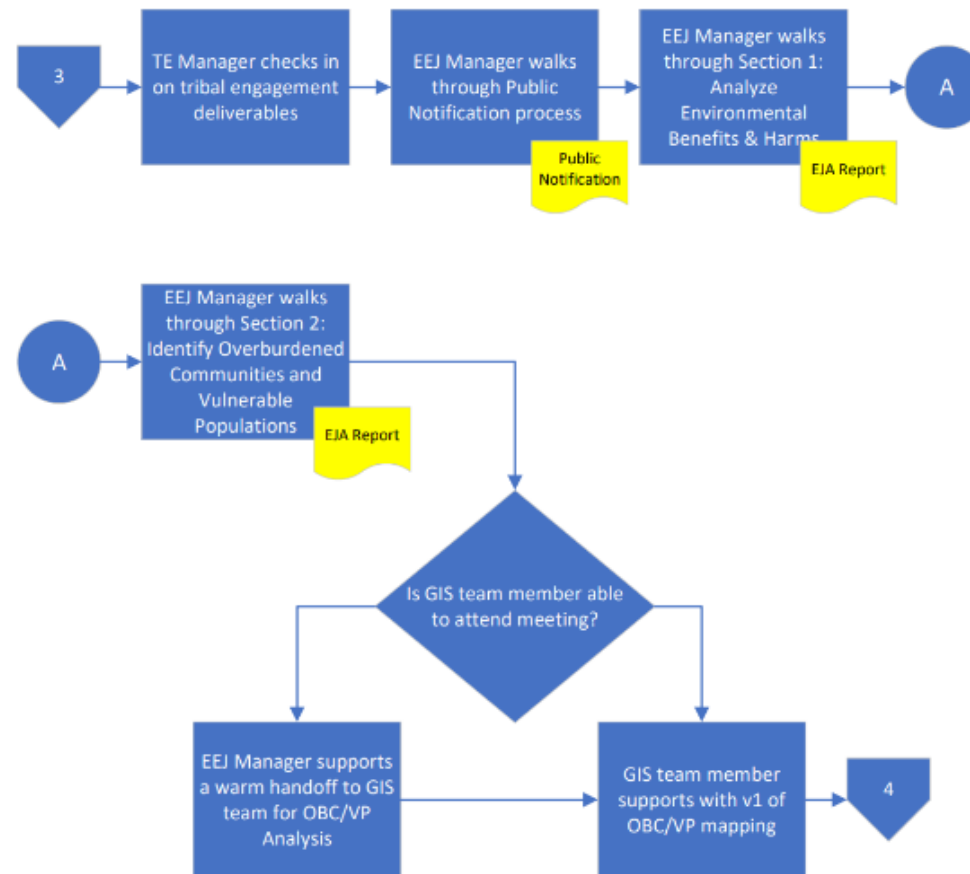 3
TE Manager checks in
on tribal engagement
deliverables
EEJ Manager walks
through Public
Notification process
Public
Notification
EEJ Manager walks
through Section 1:
Analyze
Environmental
Benefits & Harms
EJA Report
A
A
EEJ Manager walks
through Section 2:
Identify Overburdened
Communities and
Vulnerable
Populations
EJA Report
Is GIS team member able
to attend meeting?
EEJ Manager supports
a warm handoff to GIS
team for OBC/VP
Analysis
GIS team member
supports with v1 of
OBC/VP mapping
4